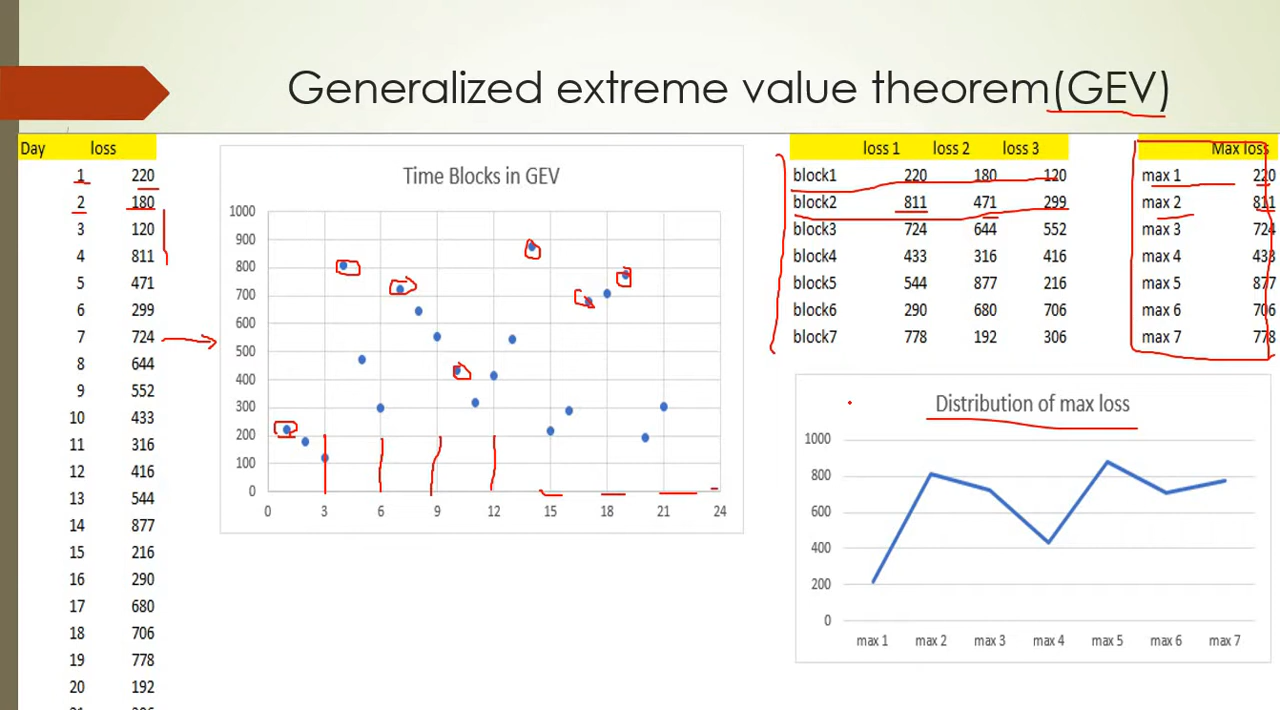 Generalized extreme value theorem(GEV)
Day loss
1 220
2 180
3 120
4 811
5 471
6 299
7 724
8 644
9 552
10 433
11 316
12 416
13 544
14 877
15 216
16 290
17 680
18 706
19 778
20 192
Time Blocks in GEV
1000
900
800
700
600
500
400
300
200
100
0
0 3 6 9 12 15 18 21 24
loss 1 loss 2 loss 3
block1 220 180 120
block2 811 471 299
block3 724 644 552
block4 433 316 416
block5 544 877 216
block6 290 680 706
block7 778 192 306
Max loss
max 1 220
max 2 811
max 3 724
max 4 433
max 5 877
max 6 706
max 7 778
Distribution of max loss
1000
800
600
400
200
0
max 1 max 2 max 3 max 4 max 5 max 6 max 7